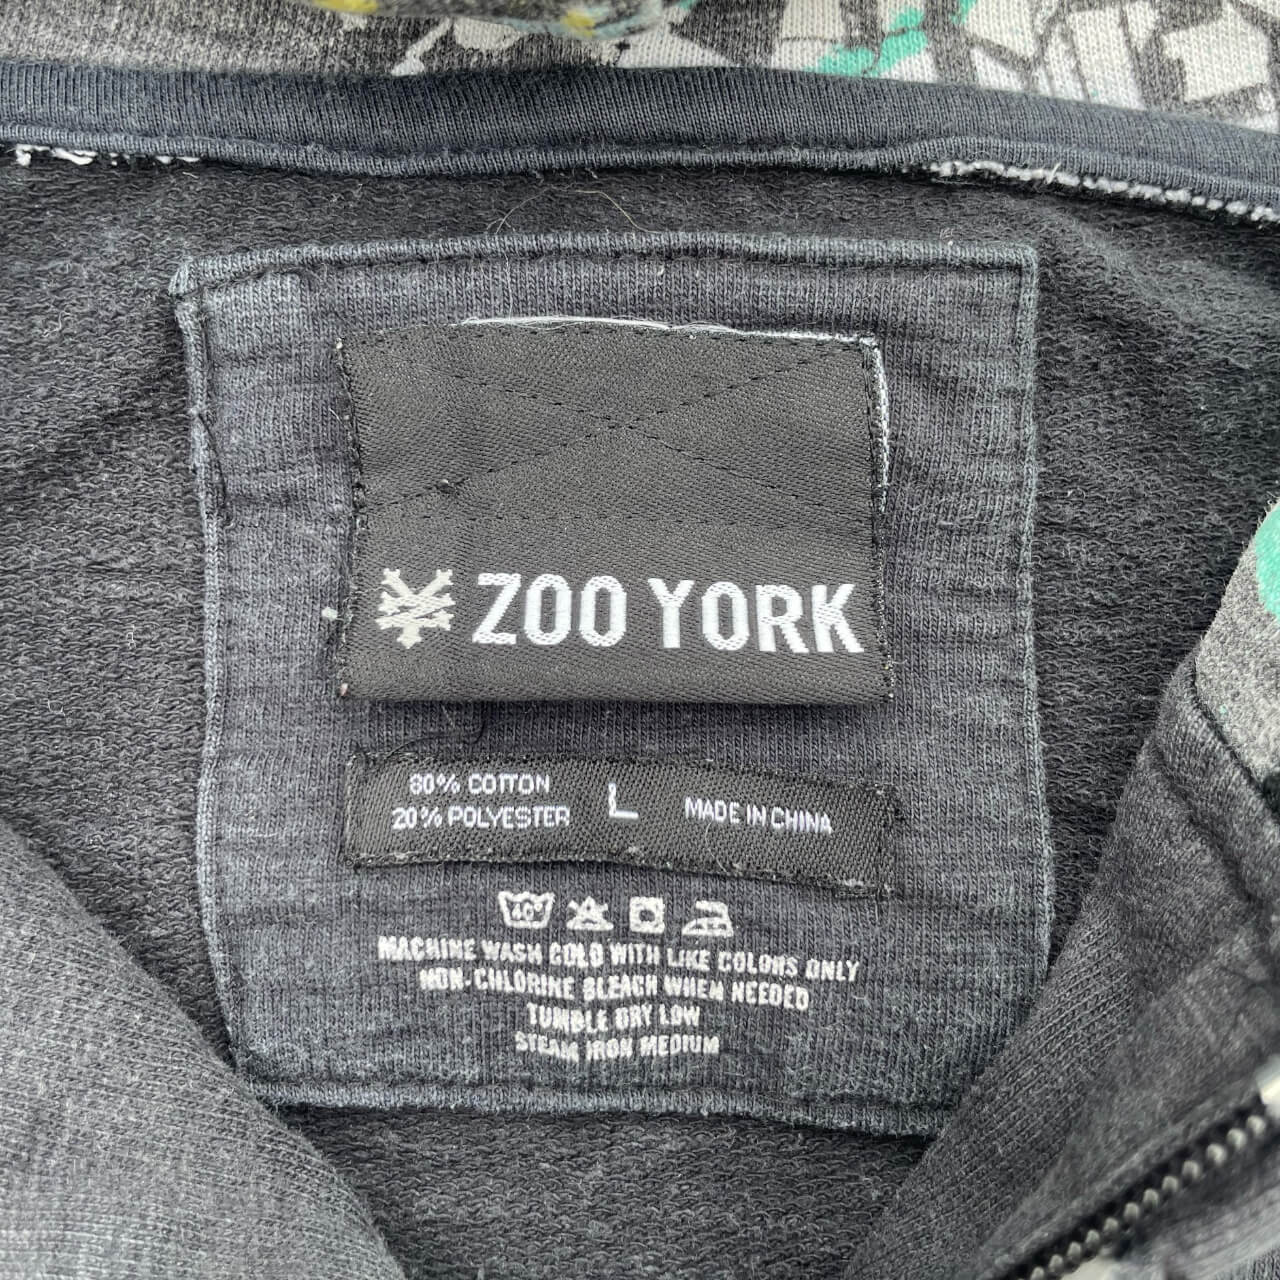 ZOO YORK
80% COTTON
20% POLYESTER
L
MADE IN CHINA
40°
MACHINE WASH COLD WITH LIKE COLORS ONLY
NON-CHLORINE BLEACH WHEN NEEDED
TUMBLE DRY LOW
STEAM IRON MEDIUM